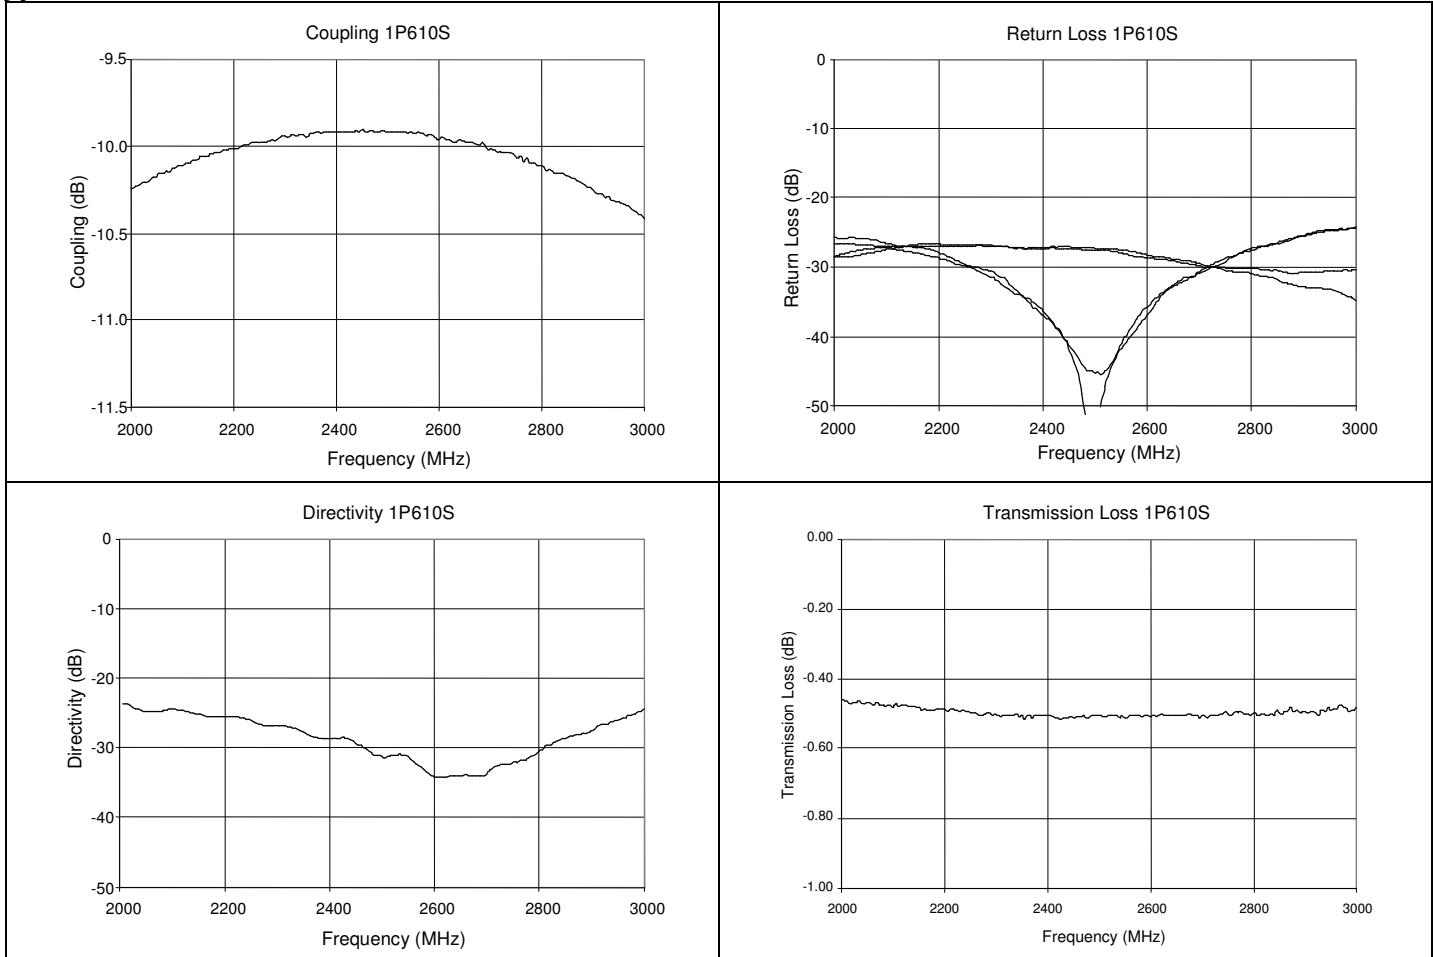 Coupling 1P610S
-9.5
-10.0
-10.5
-11.0
-11.5
Coupling (dB)
2000 2200 2400 2600 2800 3000
Frequency (MHz)
Return Loss 1P610S
0
-10
-20
-30
-40
-50
Return Loss (dB)
2000 2200 2400 2600 2800 3000
Frequency (MHz)
Directivity 1P610S
0
-10
-20
-30
-40
-50
Directivity (dB)
2000 2200 2400 2600 2800 3000
Frequency (MHz)
Transmission Loss 1P610S
0.00
-0.20
-0.40
-0.60
-0.80
-1.00
Transmission Loss (dB)
2000 2200 2400 2600 2800 3000
Frequency (MHz)